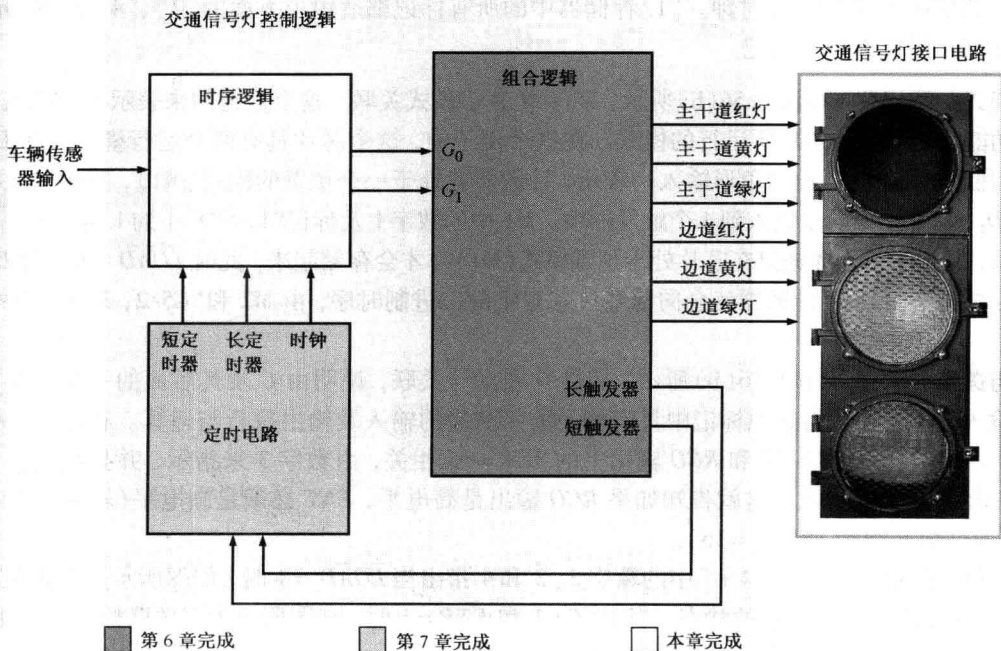 交通信号灯控制逻辑
交通信号灯接口电路
时序逻辑
组合逻辑
车辆传感
器输入
G₀
G₁
主干道红灯
主干道黄灯
主干道绿灯
边道红灯
边道黄灯
边道绿灯
短定
时器
长定
时器
时钟
定时电路
长触发器
短触发器
第6章完成
第7章完成
本章完成